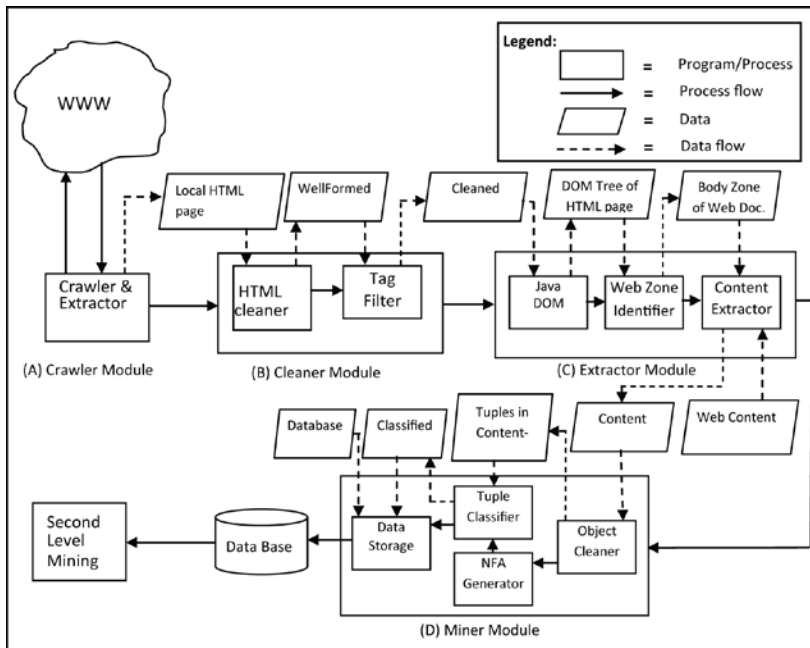 Legend:
= Program/Process
= Process flow
= Data
= Data flow
WWW
Local HTML
page
WellFormed
Cleaned
DOM Tree of
HTML page
Body Zone
of Web Doc.
Crawler &
Extractor
HTML
cleaner
Tag
Filter
Java
DOM
Web Zone
Identifier
Content
Extractor
(A) Crawler Module
(B) Cleaner Module
(C) Extractor Module
Database
Classified
Tuples in
Content-
Content
Web Content
Second
Level
Mining
Data Base
Data
Storage
Tuple
Classifier
NFA
Generator
Object
Cleaner
(D) Miner Module